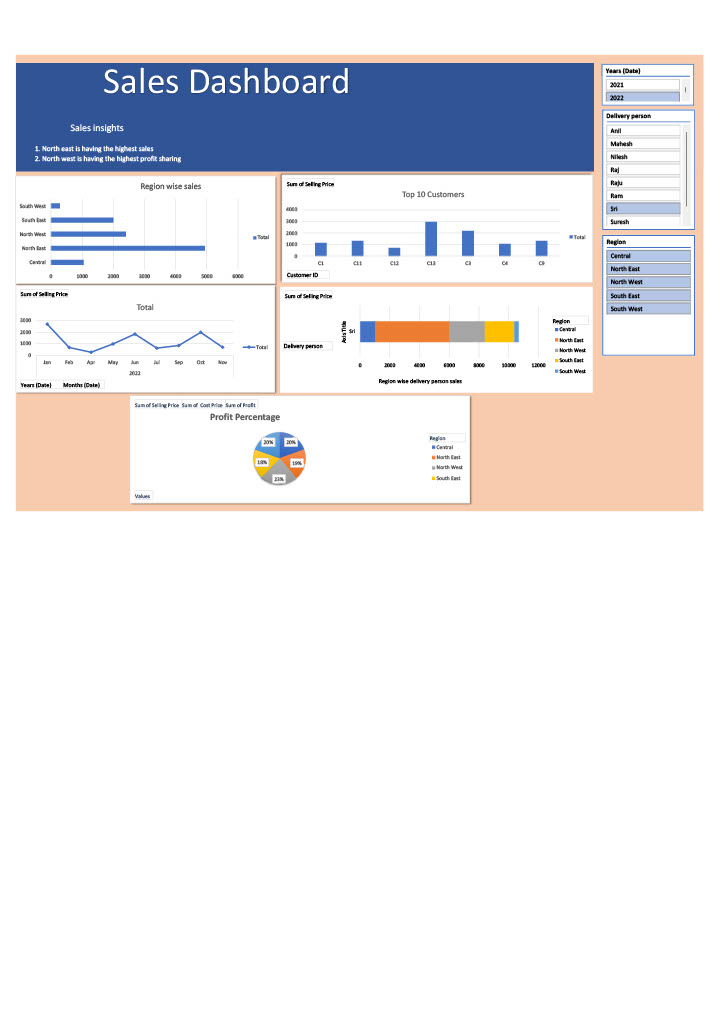 Sales Dashboard
Sales insights
1. North east is having the highest sales
2. North west is having the highest profit sharing
Years (Date)
2021
2022
Delivery person
Anil
Mahesh
Nilesh
Raj
Raju
Ram
Sri
Suresh
Region
Central
North East
North West
South East
South West
Region wise sales
South West
South East
North West
North East
Central
0 1000 2000 3000 4000 5000 6000
Total
Sum of Selling Price
Top 10 Customers
4000
3000
2000
1000
0
C1 C11 C12 C13 C3 C4 C9
Total
Customer ID
Sum of Selling Price
Total
3000
2000
1000
0
Jan Feb Apr May Jun Jul Sep Oct Nov
2022
Total
Years (Date) Months (Date)
Sum of Selling Price
Axis Title
Sri
Delivery person
0 2000 4000 6000 8000 10000 12000
Region wise delivery person sales
Region
Central
North East
North West
South East
South West
Sum of Selling Price Sum of Cost Price Sum of Profit
Profit Percentage
20% 20%
18% 19%
23%
Region
Central
North East
North West
South East
Values